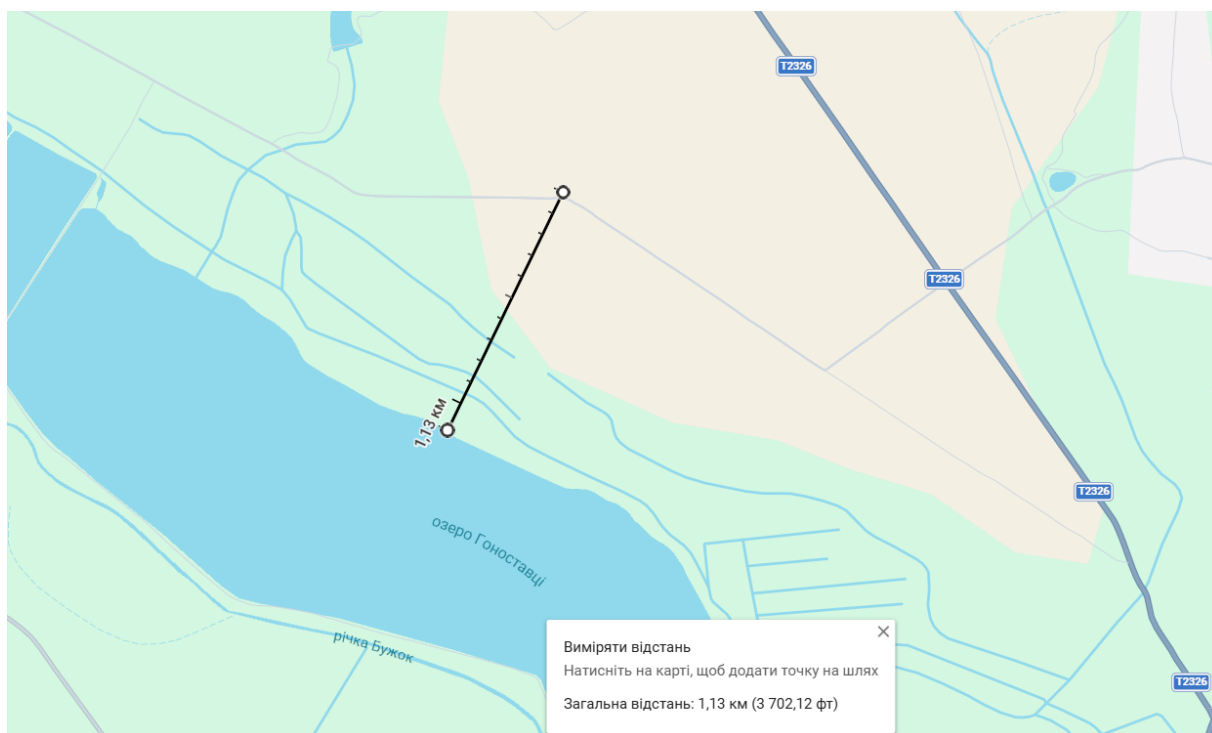 T2326
T2326
1,13 км
T2326
озеро Гоноставці
річка Бужок
Виміряти відстань
Натисніть на карті, щоб додати точку на шлях
Загальна відстань: 1,13 км (3 702,12 фт)
T2326